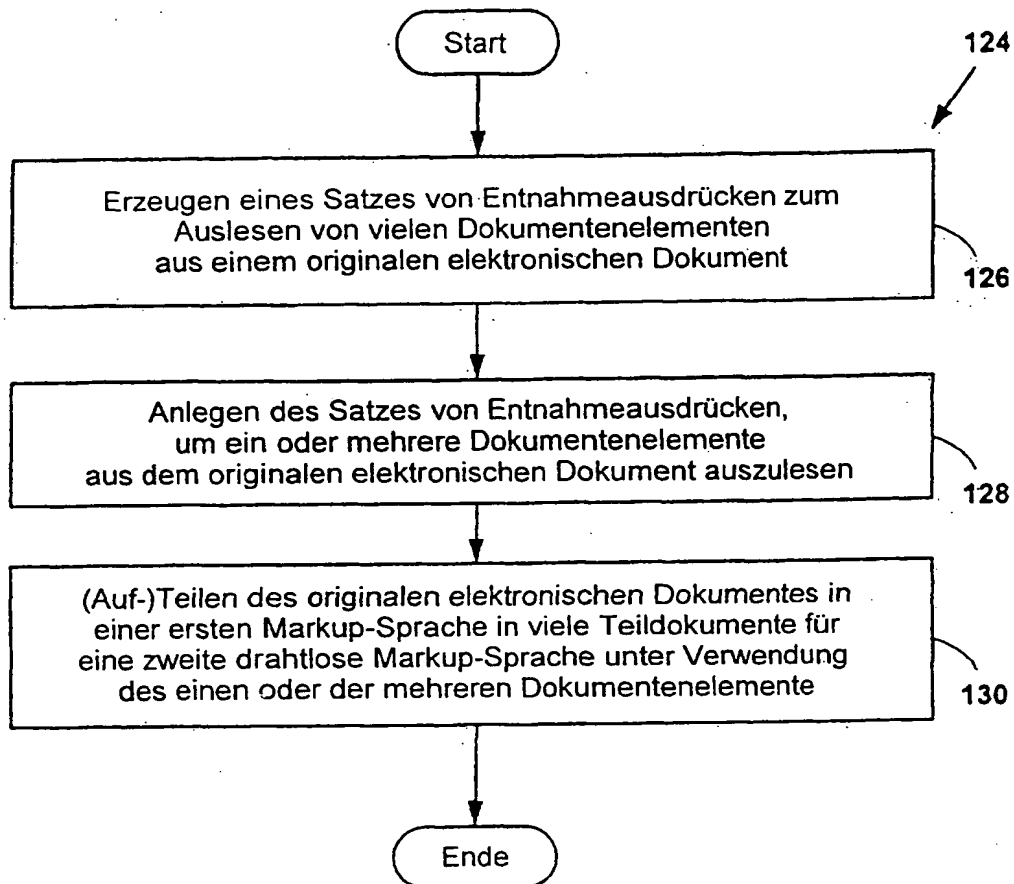 Start
124
Erzeugen eines Satzes von Entnahmeausdrücken zum
Auslesen von vielen Dokumentenelementen
aus einem originalen elektronischen Dokument
126
Anlegen des Satzes von Entnahmeausdrücken,
um ein oder mehrere Dokumentenelemente
aus dem originalen elektronischen Dokument auszulesen
128
(Auf-)Teilen des originalen elektronischen Dokumentes in
einer ersten Markup-Sprache in viele Teildokumente für
eine zweite drahtlose Markup-Sprache unter Verwendung
des einen oder der mehreren Dokumentenelemente
130
Ende